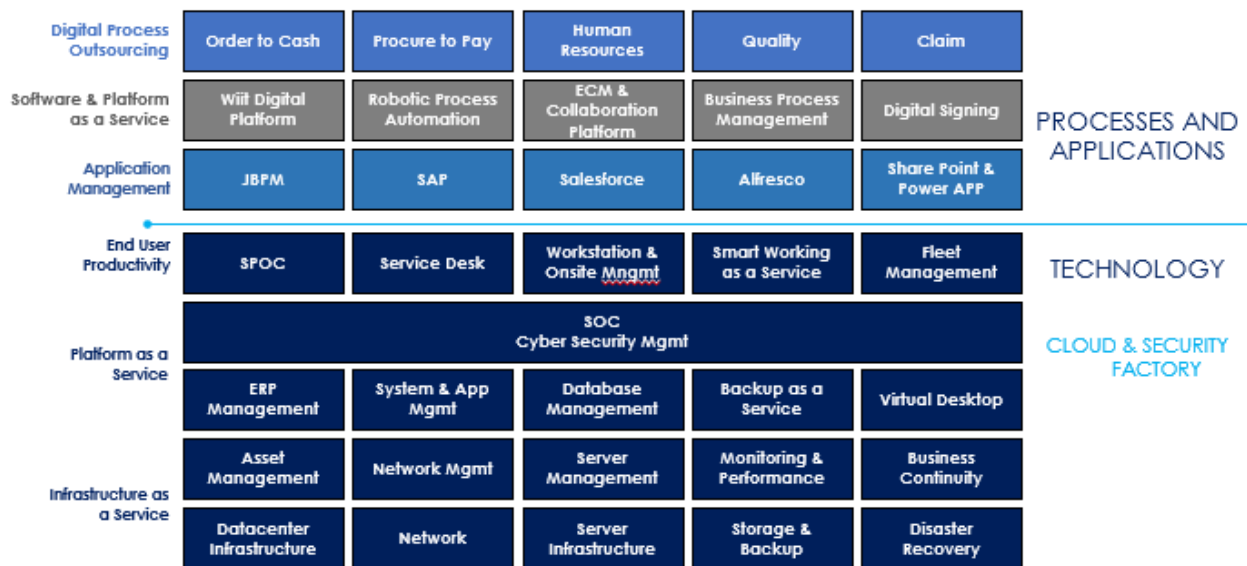 Digital Process
Outsourcing
Order to Cash
Procure to Pay
Human
Resources
Quality
Claim
Software & Platform
as a Service
Wiit Digital
Platform
Robotic Process
Automation
ECM &
Collaboration
Platform
Business Process
Management
Digital Signing
PROCESSES AND
APPLICATIONS
Application
Management
JBPM
SAP
Salesforce
Alfresco
Share Point &
Power APP
End User
Productivity
SPOC
Service Desk
Workstation &
Onsite Mngmt
Smart Working
as a Service
Fleet
Management
TECHNOLOGY
Platform as a
Service
SOC
Cyber Security Mgmt
CLOUD & SECURITY
FACTORY
ERP
Management
System & App
Mgmt
Database
Management
Backup as a
Service
Virtual Desktop
Infrastructure as
a Service
Asset
Management
Network Mgmt
Server
Management
Monitoring &
Performance
Business
Continuity
Datacenter
Infrastructure
Network
Server
Infrastructure
Storage &
Backup
Disaster
Recovery